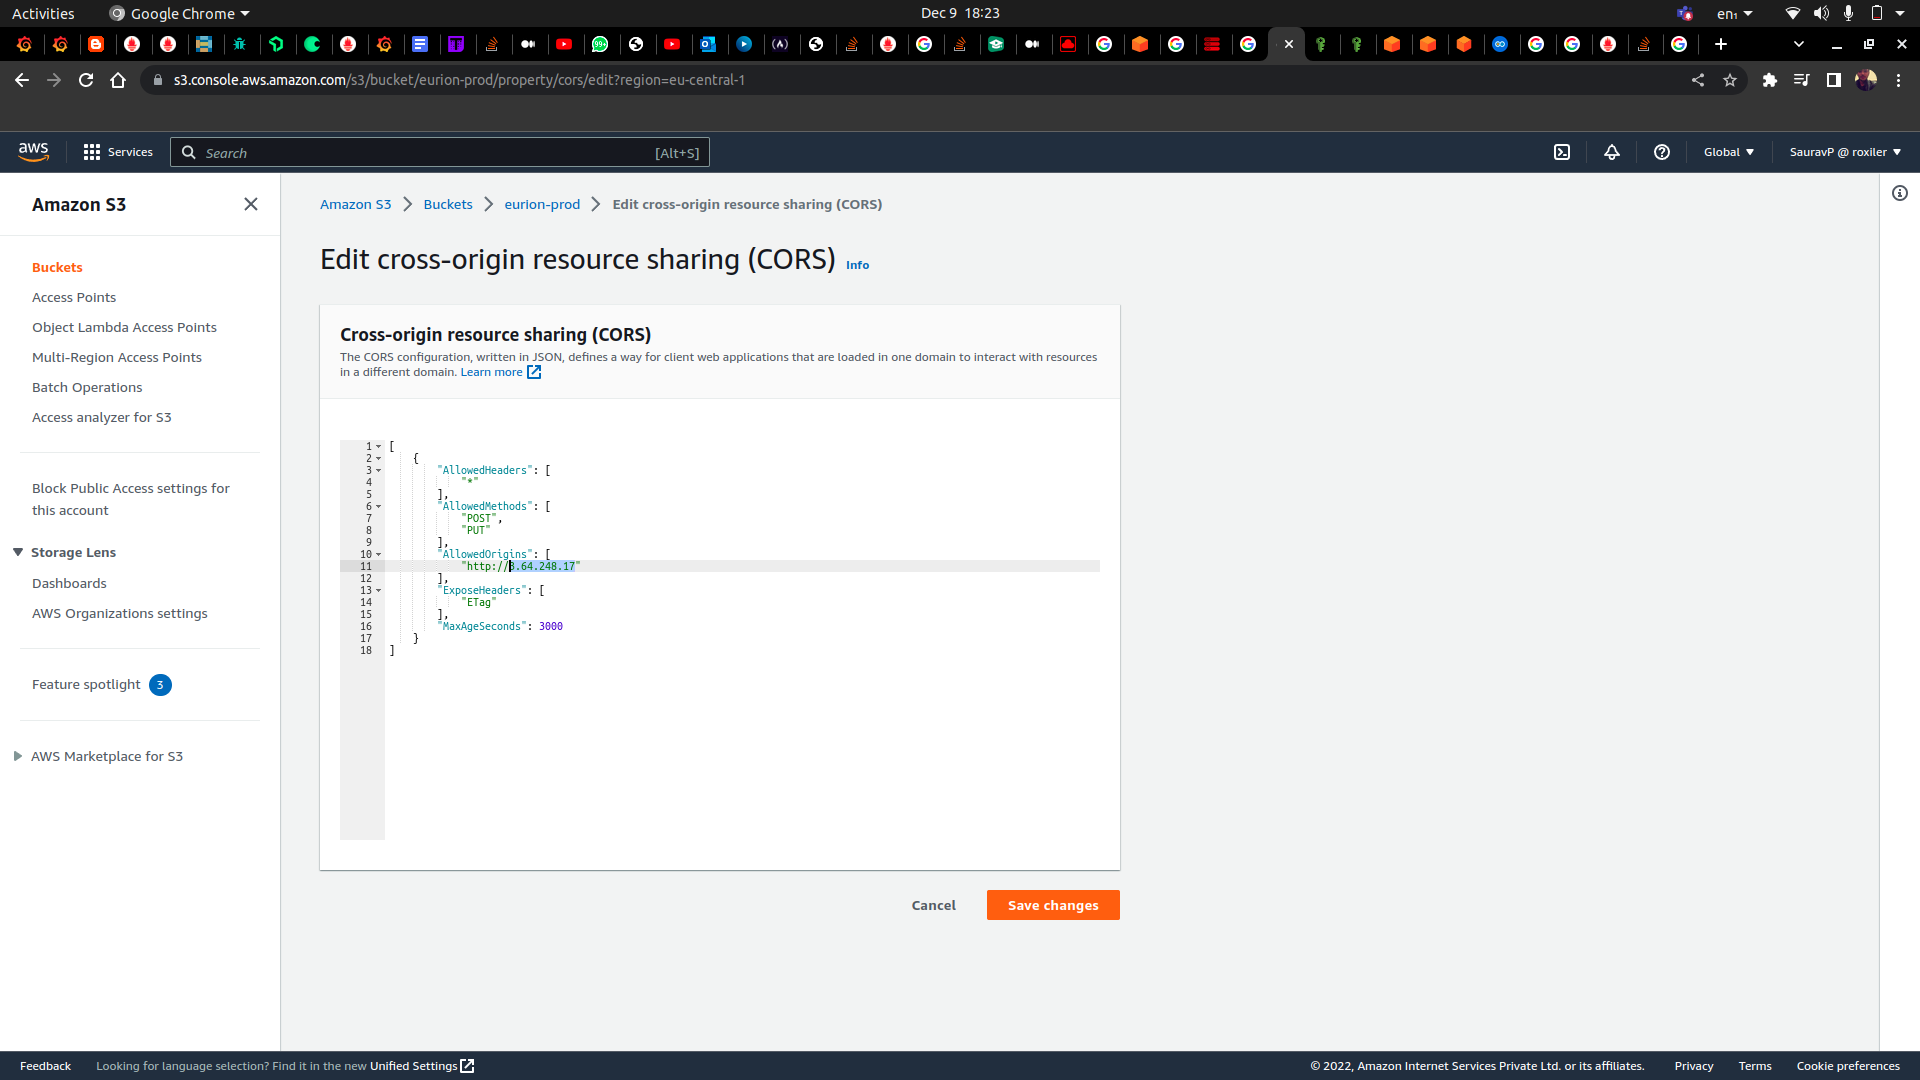 Activities
Google Chrome
Dec 9 18:23
en₁
s3.console.aws.amazon.com/s3/bucket/eurion-prod/property/cors/edit?region=eu-central-1
aws
Services
Search
[Alt+S]
Global
SauravP @ roxiler
Amazon S3
Buckets
Access Points
Object Lambda Access Points
Multi-Region Access Points
Batch Operations
Access analyzer for S3
Block Public Access settings for
this account
Storage Lens
Dashboards
AWS Organizations settings
Feature spotlight 3
AWS Marketplace for S3
Amazon S3 > Buckets > eurion-prod > Edit cross-origin resource sharing (CORS)
Edit cross-origin resource sharing (CORS) Info
Cross-origin resource sharing (CORS)
The CORS configuration, written in JSON, defines a way for client web applications that are loaded in one domain to interact with resources
in a different domain. Learn more
1 [
2 {
3 "AllowedHeaders": [
4 "*"
5 ],
6 "AllowedMethods": [
7 "POST",
8 "PUT"
9 ],
10 "AllowedOrigins": [
11 "http://3.64.248.17"
12 ],
13 "ExposeHeaders": [
14 "ETag"
15 ],
16 "MaxAgeSeconds": 3000
17 }
18 ]
Cancel
Save changes
Feedback
Looking for language selection? Find it in the new Unified Settings
© 2022, Amazon Internet Services Private Ltd. or its affiliates.
Privacy
Terms
Cookie preferences